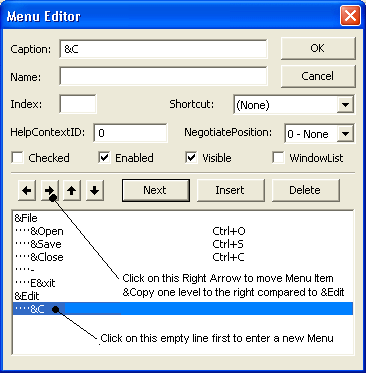 Menu Editor
Caption: &C OK
Name: Cancel
Index: Shortcut: (None)
HelpContextID: 0 NegotiatePosition: 0 - None
Checked Enabled Visible WindowList
Next Insert Delete
&File
····&Open Ctrl+O
····&Save Ctrl+S
····&Close Ctrl+C
····-
····E&xit
&Edit
····&C
Click on this Right Arrow to move Menu Item
&Copy one level to the right compared to &Edit
Click on this empty line first to enter a new Menu